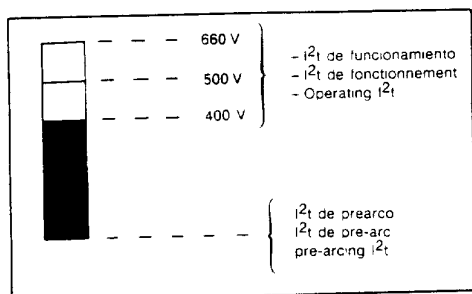 660 V
500 V
400 V
- I²t de funcionamiento
- I²t de fonctionnement
- Operating I²t
I²t de prearco
I²t de pre-arc
pre-arcing I²t